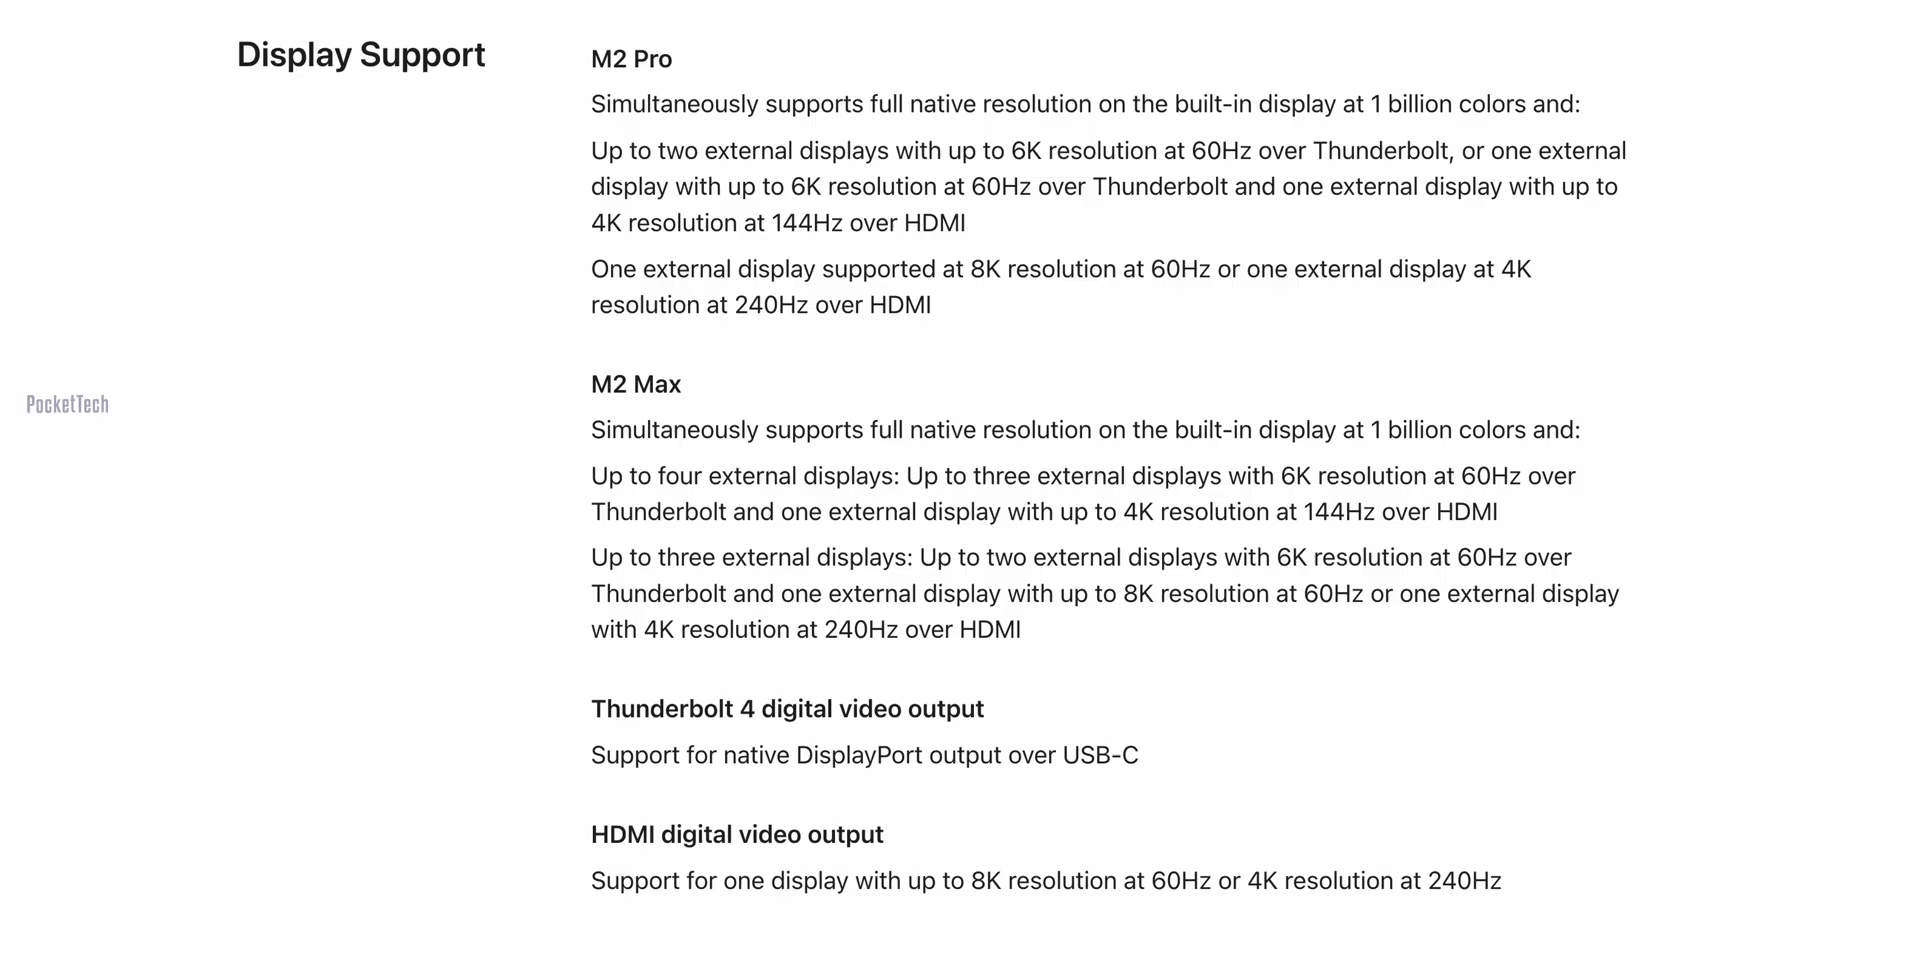 Display Support
M2 Pro
Simultaneously supports full native resolution on the built-in display at 1 billion colors and:
Up to two external displays with up to 6K resolution at 60Hz over Thunderbolt, or one external
display with up to 6K resolution at 60Hz over Thunderbolt and one external display with up to
4K resolution at 144Hz over HDMI
One external display supported at 8K resolution at 60Hz or one external display at 4K
resolution at 240Hz over HDMI
M2 Max
PocketTech
Simultaneously supports full native resolution on the built-in display at 1 billion colors and:
Up to four external displays: Up to three external displays with 6K resolution at 60Hz over
Thunderbolt and one external display with up to 4K resolution at 144Hz over HDMI
Up to three external displays: Up to two external displays with 6K resolution at 60Hz over
Thunderbolt and one external display with up to 8K resolution at 60Hz or one external display
with 4K resolution at 240Hz over HDMI
Thunderbolt 4 digital video output
Support for native DisplayPort output over USB-C
HDMI digital video output
Support for one display with up to 8K resolution at 60Hz or 4K resolution at 240Hz